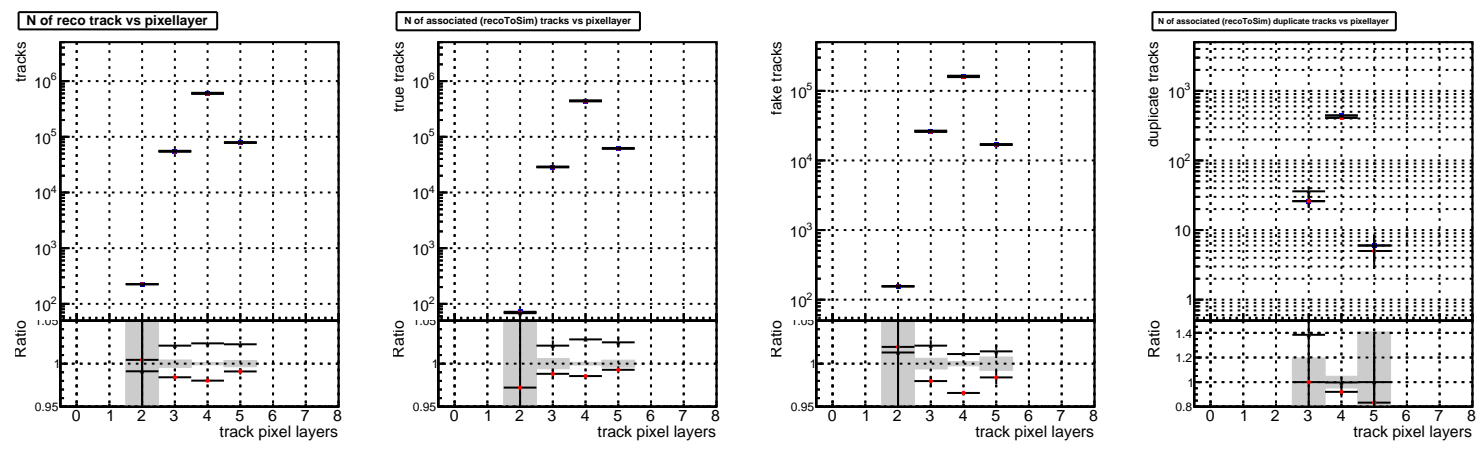 N of reco track vs pixellayer
tracks
10^6
10^5
10^4
10^3
10^2
Ratio
1.05
1
0.95
0 1 2 3 4 5 6 7 8
track pixel layers
N of associated (recoToSim) tracks vs pixellayer
true tracks
10^6
10^5
10^4
10^3
10^2
Ratio
1.05
1
0.95
0 1 2 3 4 5 6 7 8
track pixel layers
fake tracks
10^5
10^4
10^3
10^2
Ratio
1.05
1
0.95
0 1 2 3 4 5 6 7 8
track pixel layers
N of associated (recoToSim) duplicate tracks vs pixellayer
duplicate tracks
10^3
10^2
10
1
Ratio
1.4
1.2
1
0.8
0 1 2 3 4 5 6 7 8
track pixel layers